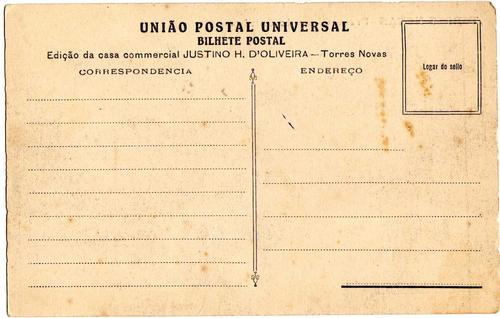 UNIÃO POSTAL UNIVERSAL
BILHETE POSTAL
Edição da casa commercial JUSTINO H. D'OLIVEIRA — Torres Novas
CORRESPONDENCIA
ENDEREÇO
Logar do sello